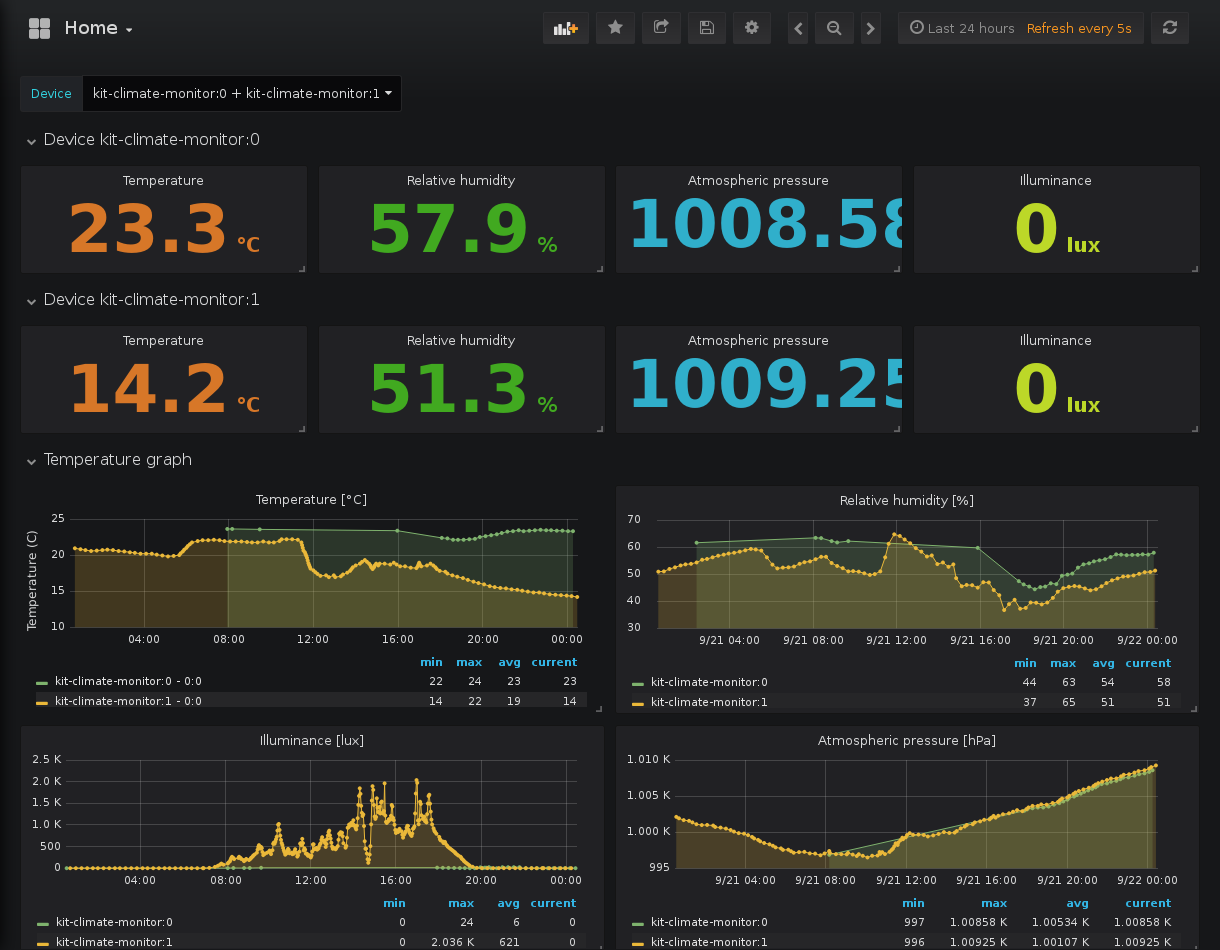 Home
Last 24 hours Refresh every 5s
Device kit-climate-monitor:0 + kit-climate-monitor:1
Device kit-climate-monitor:0
Temperature Relative humidity Atmospheric pressure Illuminance
23.3 °C 57.9 % 1008.58 0 lux
Device kit-climate-monitor:1
Temperature Relative humidity Atmospheric pressure Illuminance
14.2 °C 51.3 % 1009.25 0 lux
Temperature graph
Temperature [°C]
Temperature (C)
25
20
15
10
04:00 08:00 12:00 16:00 20:00 00:00
min max avg current
kit-climate-monitor:0 - 0:0 22 24 23 23
kit-climate-monitor:1 - 0:0 14 22 19 14
Relative humidity [%]
70
60
50
40
30
9/21 04:00 9/21 08:00 9/21 12:00 9/21 16:00 9/21 20:00 9/22 00:00
min max avg current
kit-climate-monitor:0 44 63 54 58
kit-climate-monitor:1 37 65 51 51
Illuminance [lux]
2.5 K
2.0 K
1.5 K
1.0 K
500
0
04:00 08:00 12:00 16:00 20:00 00:00
min max avg current
kit-climate-monitor:0 0 24 6 0
kit-climate-monitor:1 0 2.036 K 621 0
Atmospheric pressure [hPa]
1.010 K
1.005 K
1.000 K
995
9/21 04:00 9/21 08:00 9/21 12:00 9/21 16:00 9/21 20:00 9/22 00:00
min max avg current
kit-climate-monitor:0 997 1.00858 K 1.00534 K 1.00858 K
kit-climate-monitor:1 996 1.00925 K 1.00107 K 1.00925 K